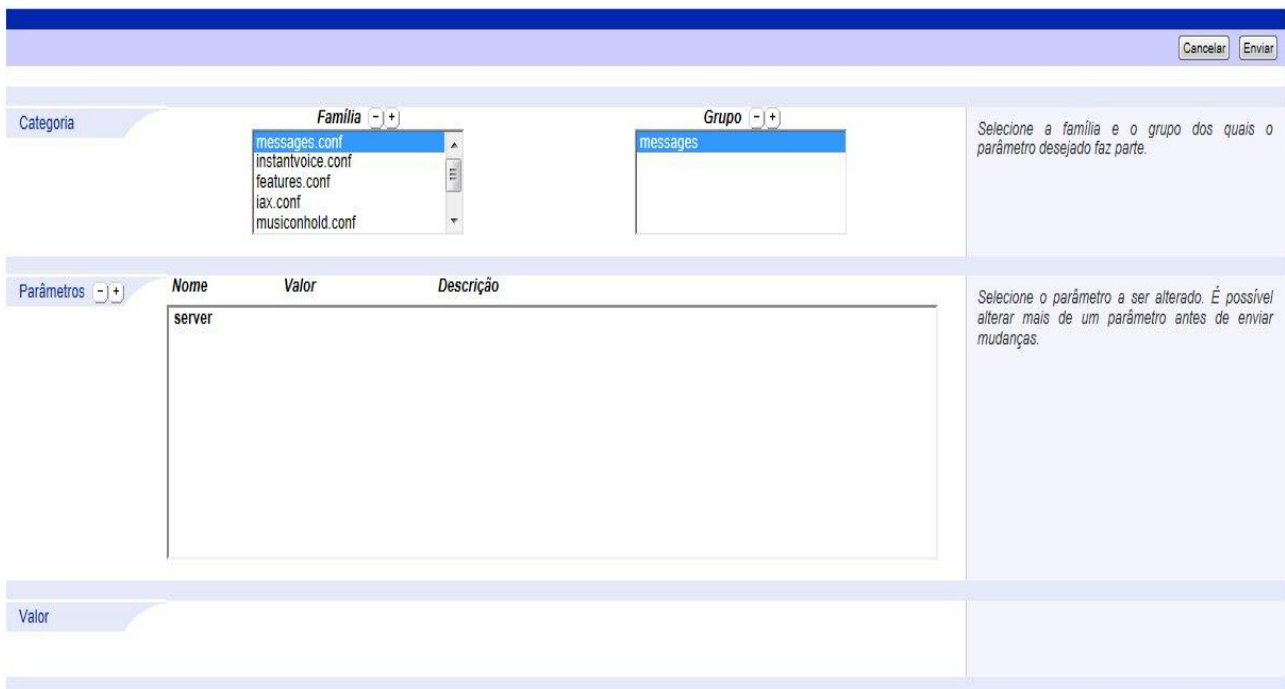 Cancelar Enviar
Categoria
Família - +
Grupo - +
messages.conf
instantvoice.conf
features.conf
iax.conf
musiconhold.conf
messages
Selecione a família e o grupo dos quais o
parâmetro desejado faz parte.
Parâmetros - +
Nome Valor Descrição
server
Selecione o parâmetro a ser alterado. É possível
alterar mais de um parâmetro antes de enviar
mudanças.
Valor